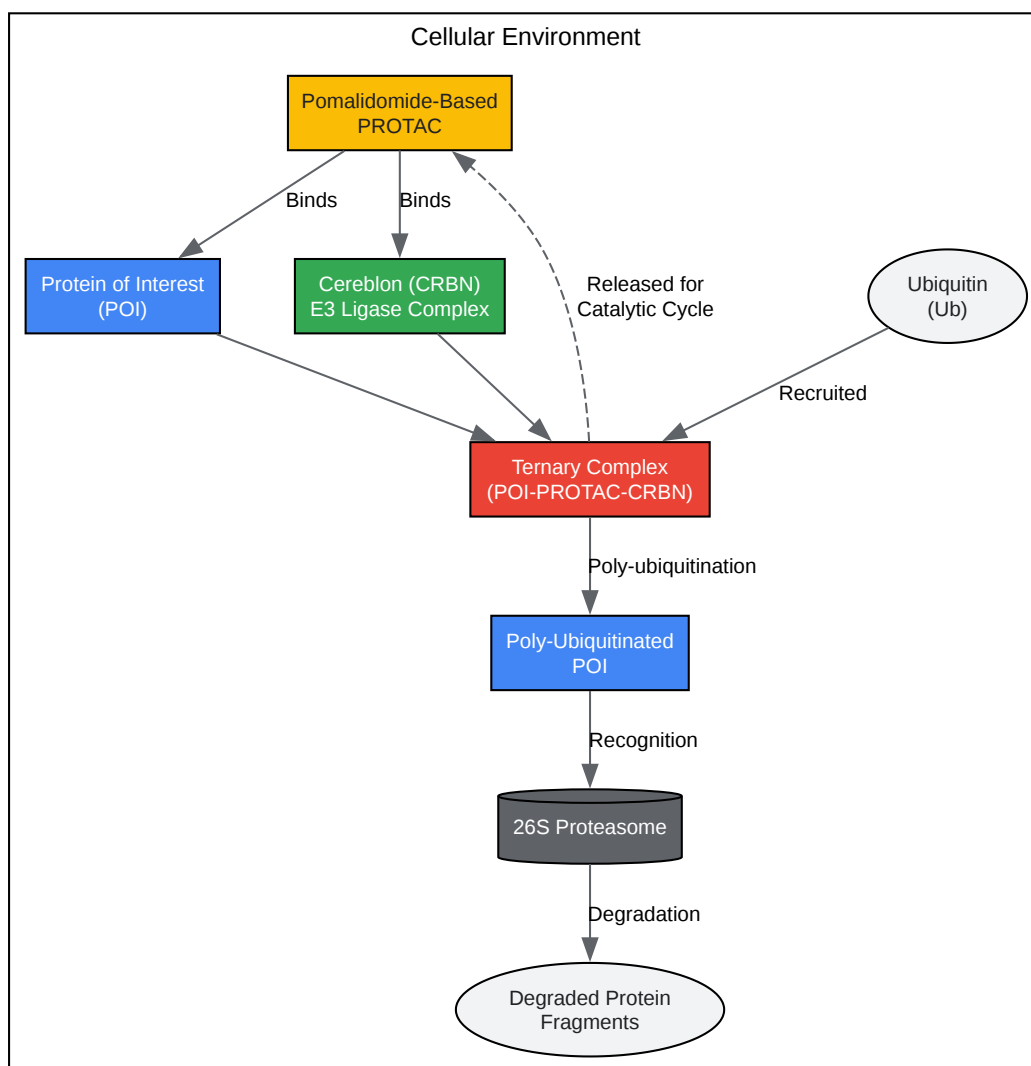 Cellular Environment
Pomalidomide-Based
PROTAC
Binds
Binds
Protein of Interest
(POI)
Cereblon (CRBN)
E3 Ligase Complex
Released for
Catalytic Cycle
Ubiquitin
(Ub)
Recruited
Ternary Complex
(POI-PROTAC-CRBN)
Poly-ubiquitination
Poly-Ubiquitinated
POI
Recognition
26S Proteasome
Degradation
Degraded Protein
Fragments